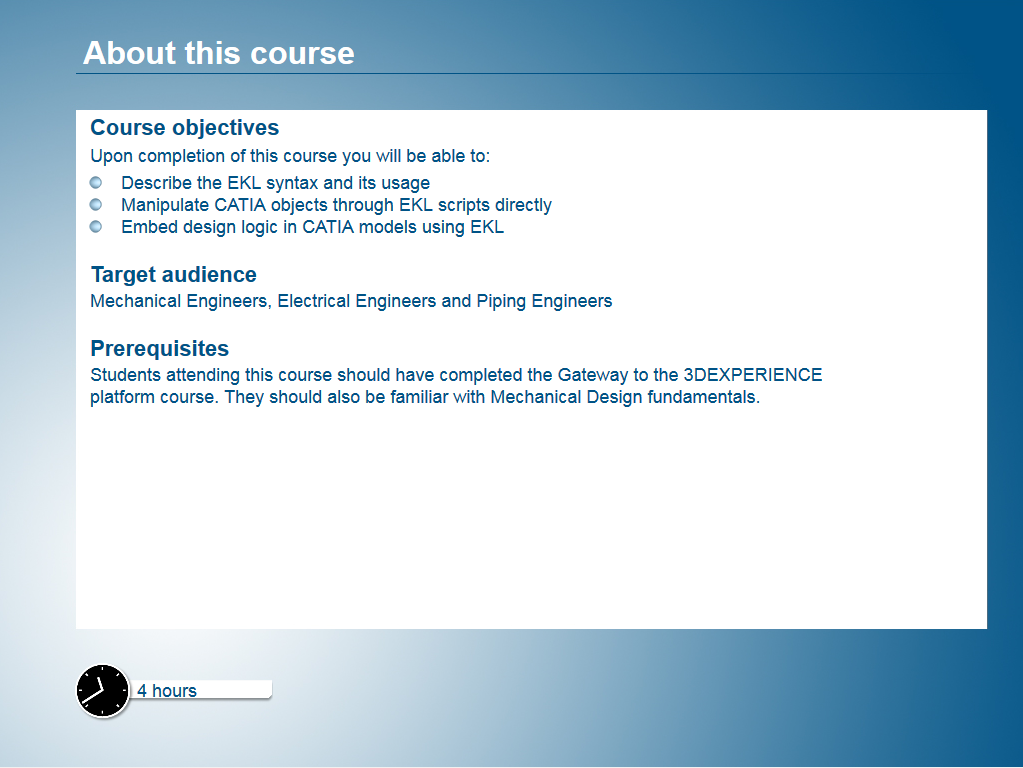 About this course
Course objectives
Upon completion of this course you will be able to:
Describe the EKL syntax and its usage
Manipulate CATIA objects through EKL scripts directly
Embed design logic in CATIA models using EKL
Target audience
Mechanical Engineers, Electrical Engineers and Piping Engineers
Prerequisites
Students attending this course should have completed the Gateway to the 3DEXPERIENCE
platform course. They should also be familiar with Mechanical Design fundamentals.
4 hours